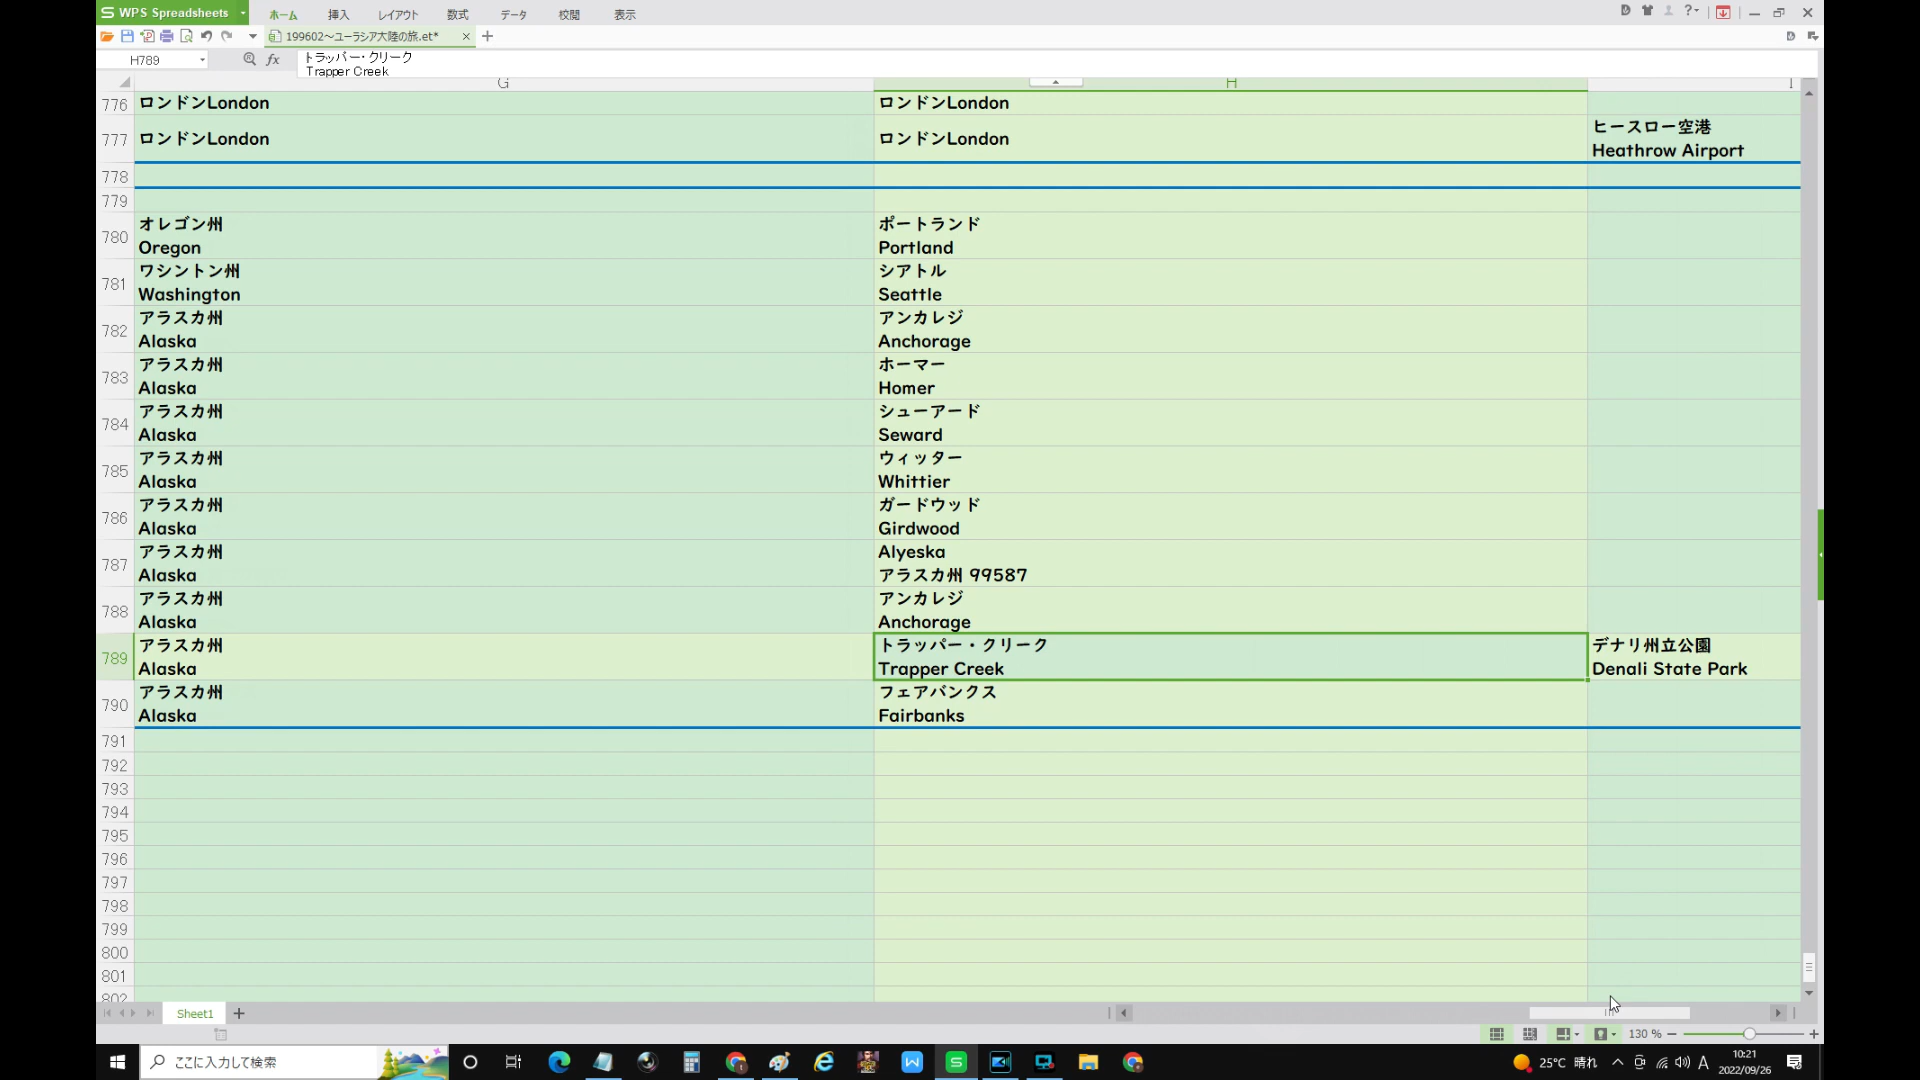 WPS Spreadsheets
ホーム 挿入 レイアウト 数式 データ 校閲 表示
199602～ユーラシア大陸の旅.et*
H789
fx
トラッパー・クリーク
Trapper Creek
G H I
776 ロンドンLondon ロンドンLondon
777 ロンドンLondon ロンドンLondon ヒースロー空港
Heathrow Airport
778
779
780 オレゴン州 ポートランド
Oregon Portland
781 ワシントン州 シアトル
Washington Seattle
782 アラスカ州 アンカレジ
Alaska Anchorage
783 アラスカ州 ホーマー
Alaska Homer
784 アラスカ州 シューアード
Alaska Seward
785 アラスカ州 ウィッター
Alaska Whittier
786 アラスカ州 ガードウッド
Alaska Girdwood
787 アラスカ州 Alyeska
Alaska アラスカ州 99587
788 アラスカ州 アンカレジ
Alaska Anchorage
789 アラスカ州 トラッパー・クリーク デナリ州立公園
Alaska Trapper Creek Denali State Park
790 アラスカ州 フェアバンクス
Alaska Fairbanks
791
792
793
794
795
796
797
798
799
800
801
802
Sheet1
130 %
ここに入力して検索
25°C 晴れ
A
10:21
2022/09/26